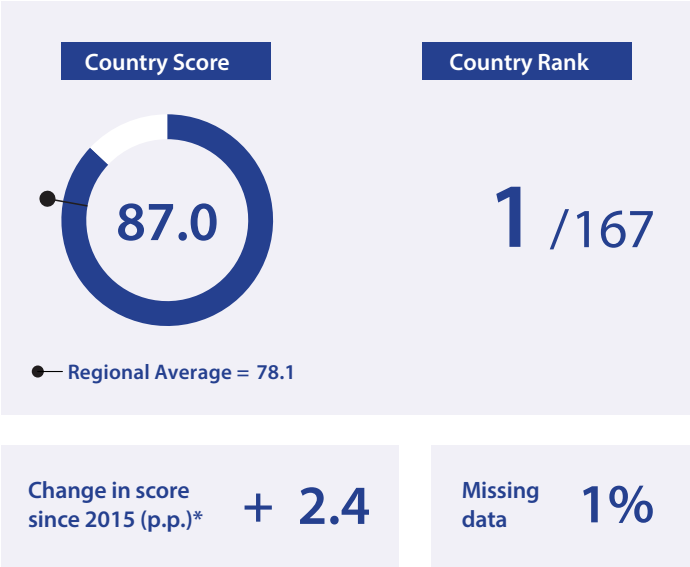 Country Score
Country Rank
87.0
1 /167
Regional Average = 78.1
Change in score
since 2015 (p.p.)*
+ 2.4
Missing
data
1%